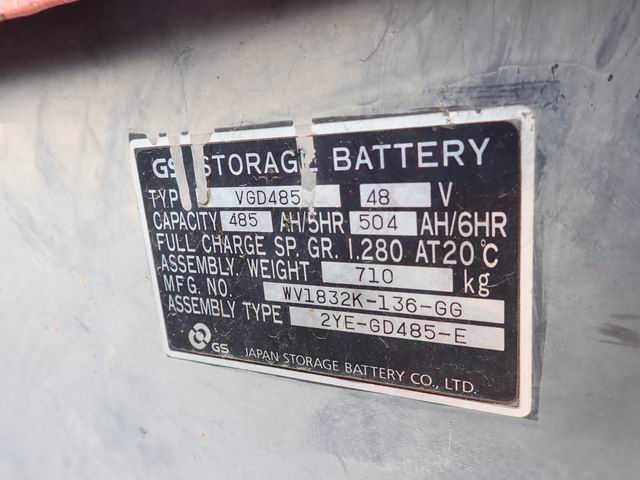 GS STORAGE BATTERY
TYP VGD485 48 V
CAPACITY 485 AH/5HR 504 AH/6HR
FULL CHARGE SP. GR. 1.280 AT 20℃
ASSEMBLY. WEIGHT 710 kg
MFG. NO. WV1832K-136-GG
ASSEMBLY TYPE 2YE-GD485-E
GS JAPAN STORAGE BATTERY CO., LTD.